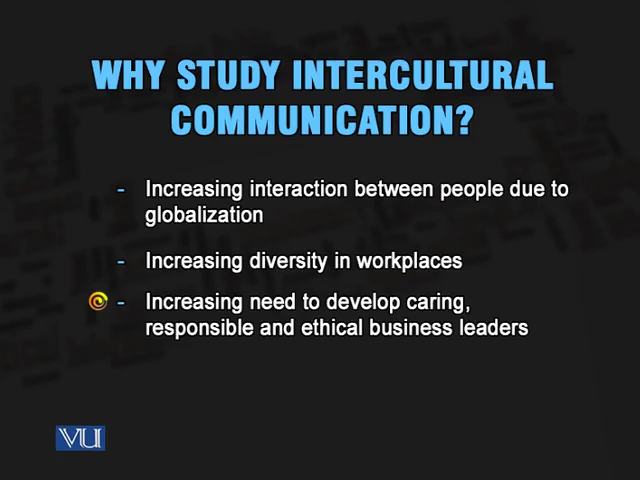 WHY STUDY INTERCULTURAL
COMMUNICATION?
- Increasing interaction between people due to
globalization
- Increasing diversity in workplaces
- Increasing need to develop caring,
responsible and ethical business leaders
VU